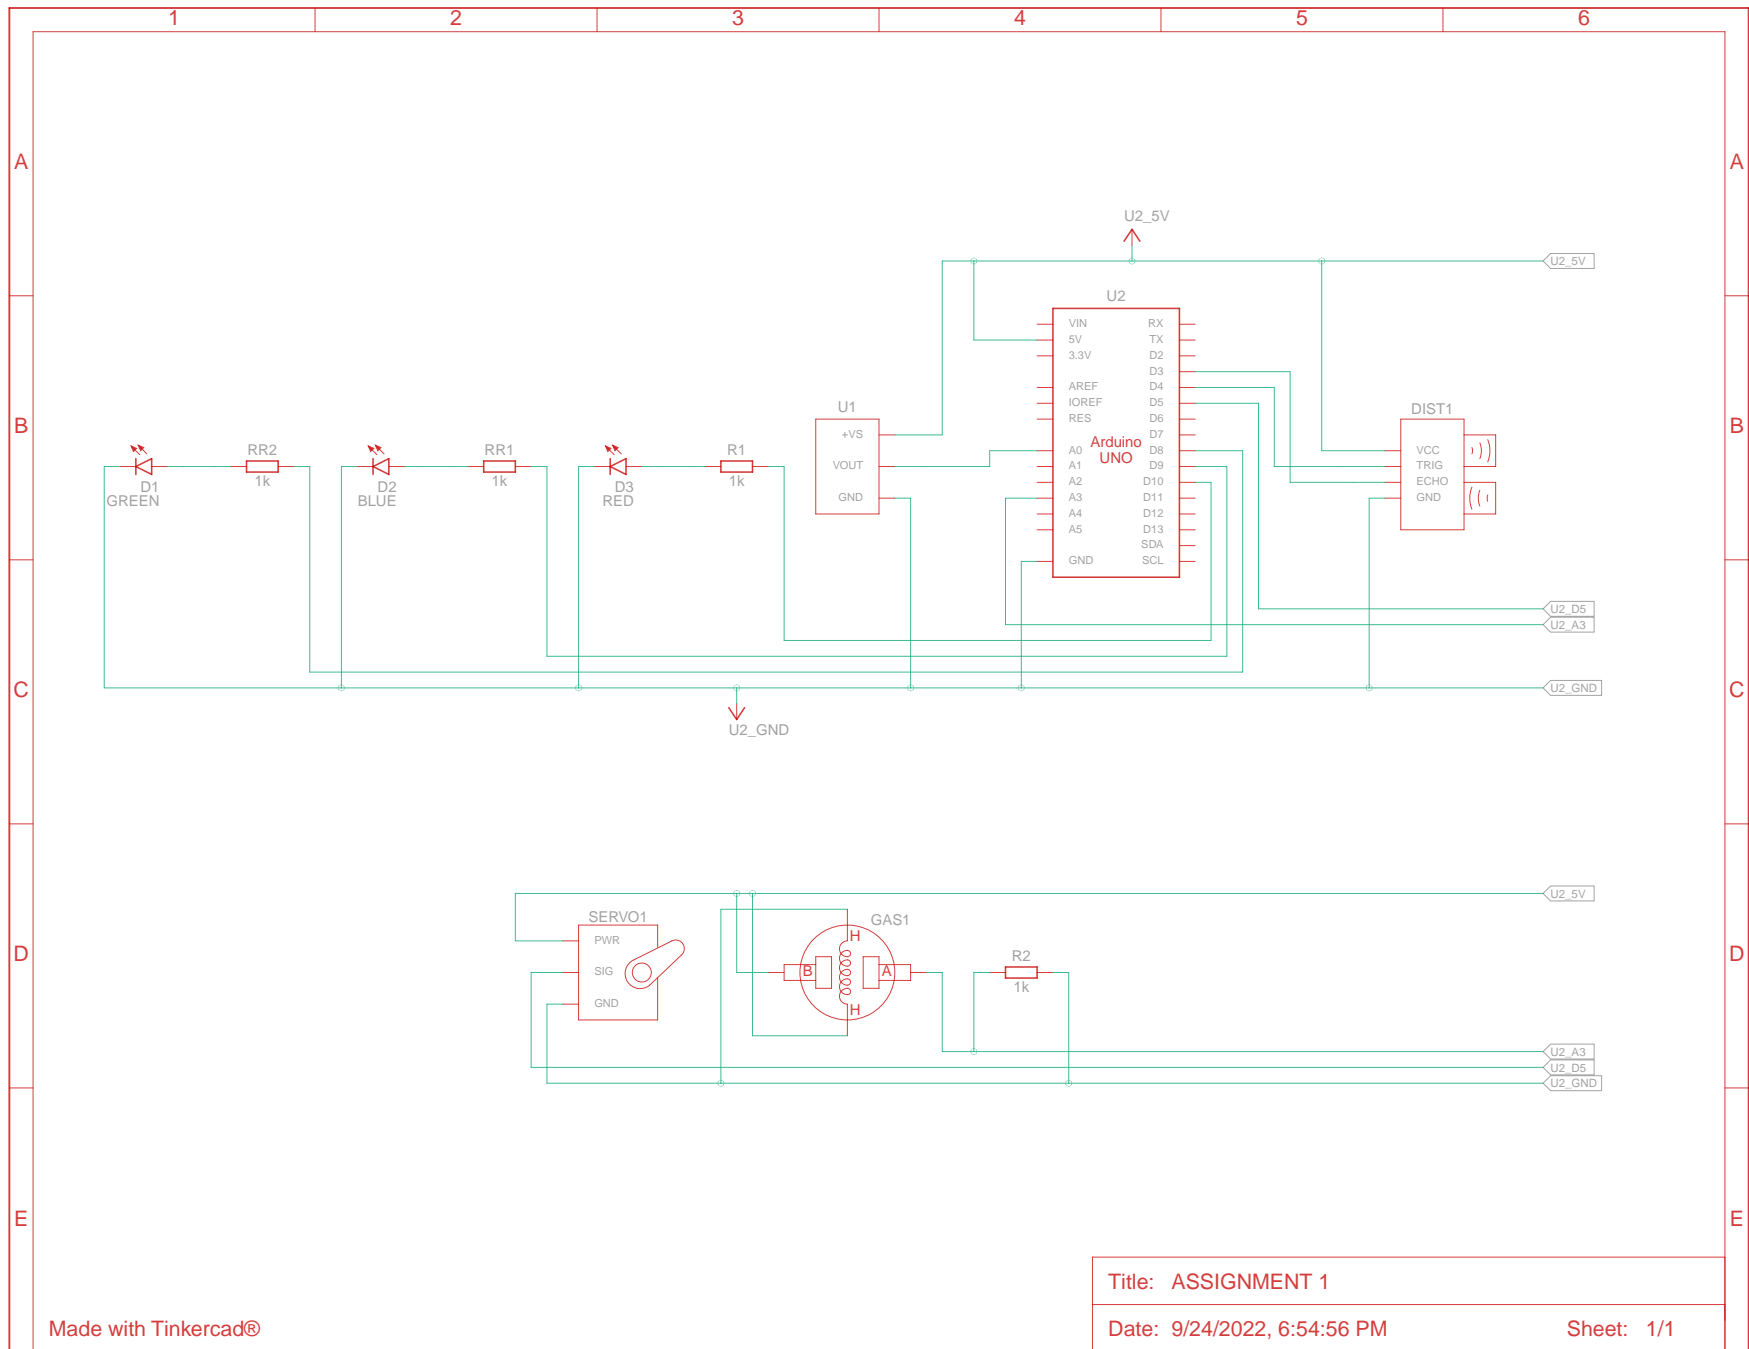 1 2 3 4 5 6
A A
U2_5V
U2_5V
U2
B B
VIN RX
5V TX
3.3V D2
D3
AREF D4
IOREF D5
RES D6
D7
A0 D8
A1 D9
A2 D10
A3 D11
A4 D12
A5 D13
SDA
GND SCL
Arduino
UNO
U1
+VS
VOUT
GND
DIST1
VCC
TRIG
ECHO
GND
RR2
1k
D1
GREEN
RR1
1k
D2
BLUE
R1
1k
D3
RED
U2_D5
U2_A3
C C
U2_GND
U2_GND
U2_5V
SERVO1
PWR
SIG
GND
GAS1
H
B A
H
R2
1k
D D
U2_A3
U2_D5
U2_GND
E E
Title: ASSIGNMENT 1
Made with Tinkercad®
Date: 9/24/2022, 6:54:56 PM Sheet: 1/1